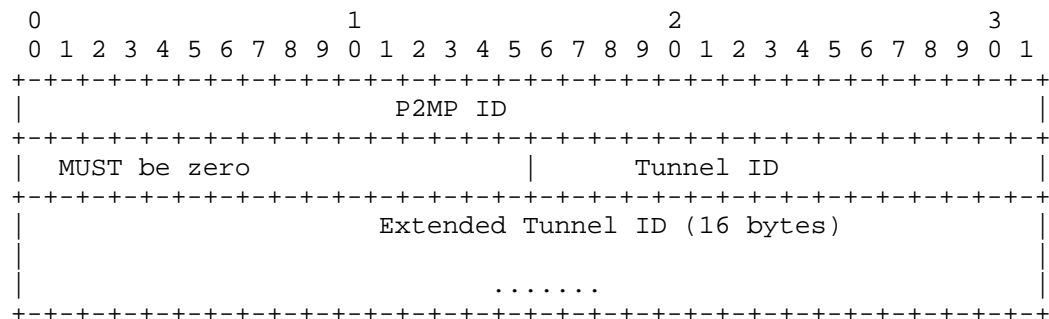 0                   1                   2                   3
 0 1 2 3 4 5 6 7 8 9 0 1 2 3 4 5 6 7 8 9 0 1 2 3 4 5 6 7 8 9 0 1
+-+-+-+-+-+-+-+-+-+-+-+-+-+-+-+-+-+-+-+-+-+-+-+-+-+-+-+-+-+-+-+-+
|                       P2MP ID                                 |
+-+-+-+-+-+-+-+-+-+-+-+-+-+-+-+-+-+-+-+-+-+-+-+-+-+-+-+-+-+-+-+-+
|  MUST be zero                 |      Tunnel ID                |
+-+-+-+-+-+-+-+-+-+-+-+-+-+-+-+-+-+-+-+-+-+-+-+-+-+-+-+-+-+-+-+-+
|                      Extended Tunnel ID (16 bytes)            |
|                                                               |
|                             .......                           |
+-+-+-+-+-+-+-+-+-+-+-+-+-+-+-+-+-+-+-+-+-+-+-+-+-+-+-+-+-+-+-+-+